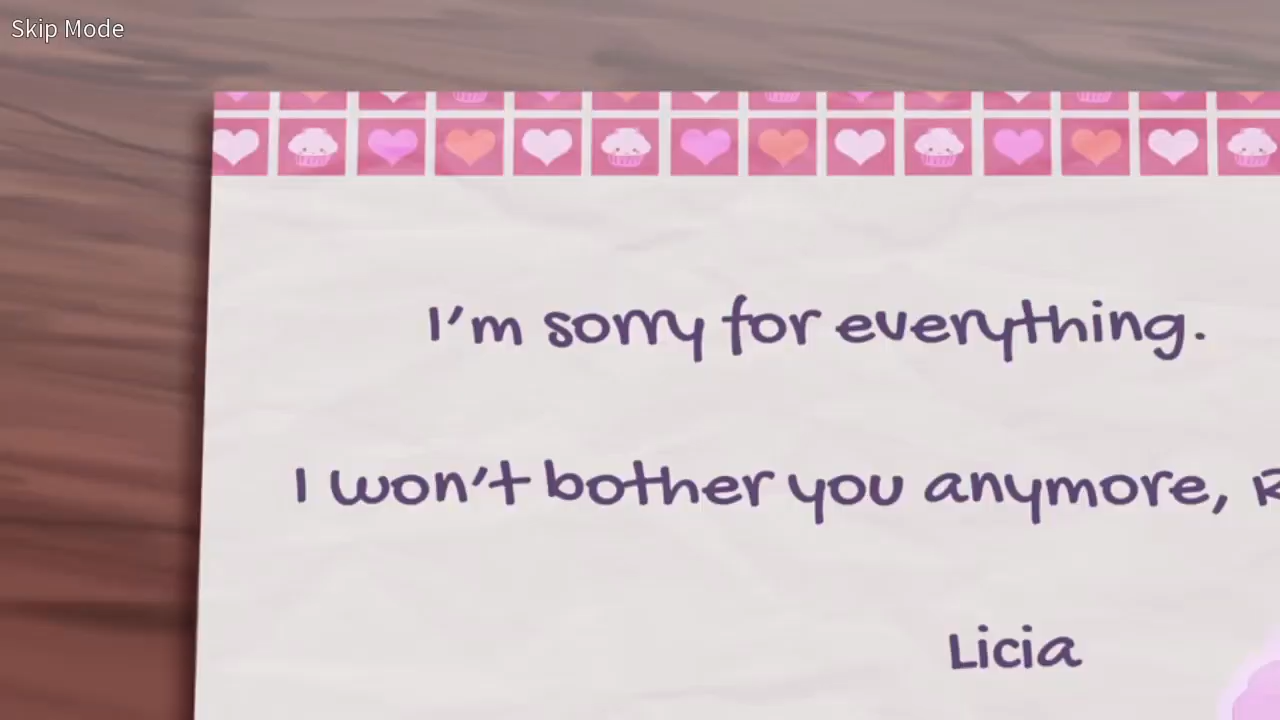 Skip Mode
I'm sorry for everything.
I won't bother you anymore,
Licia